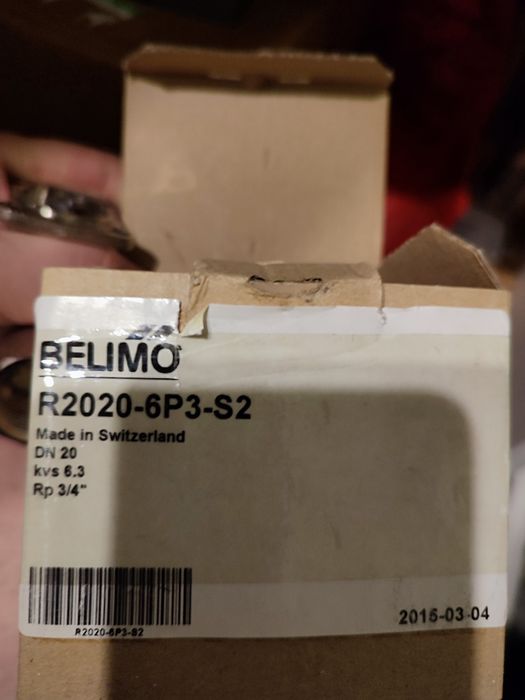 BELIMO
R2020-6P3-S2
Made in Switzerland
DN 20
kvs 6.3
Rp 3/4"
R2020-6P3-S2
2015-03-04